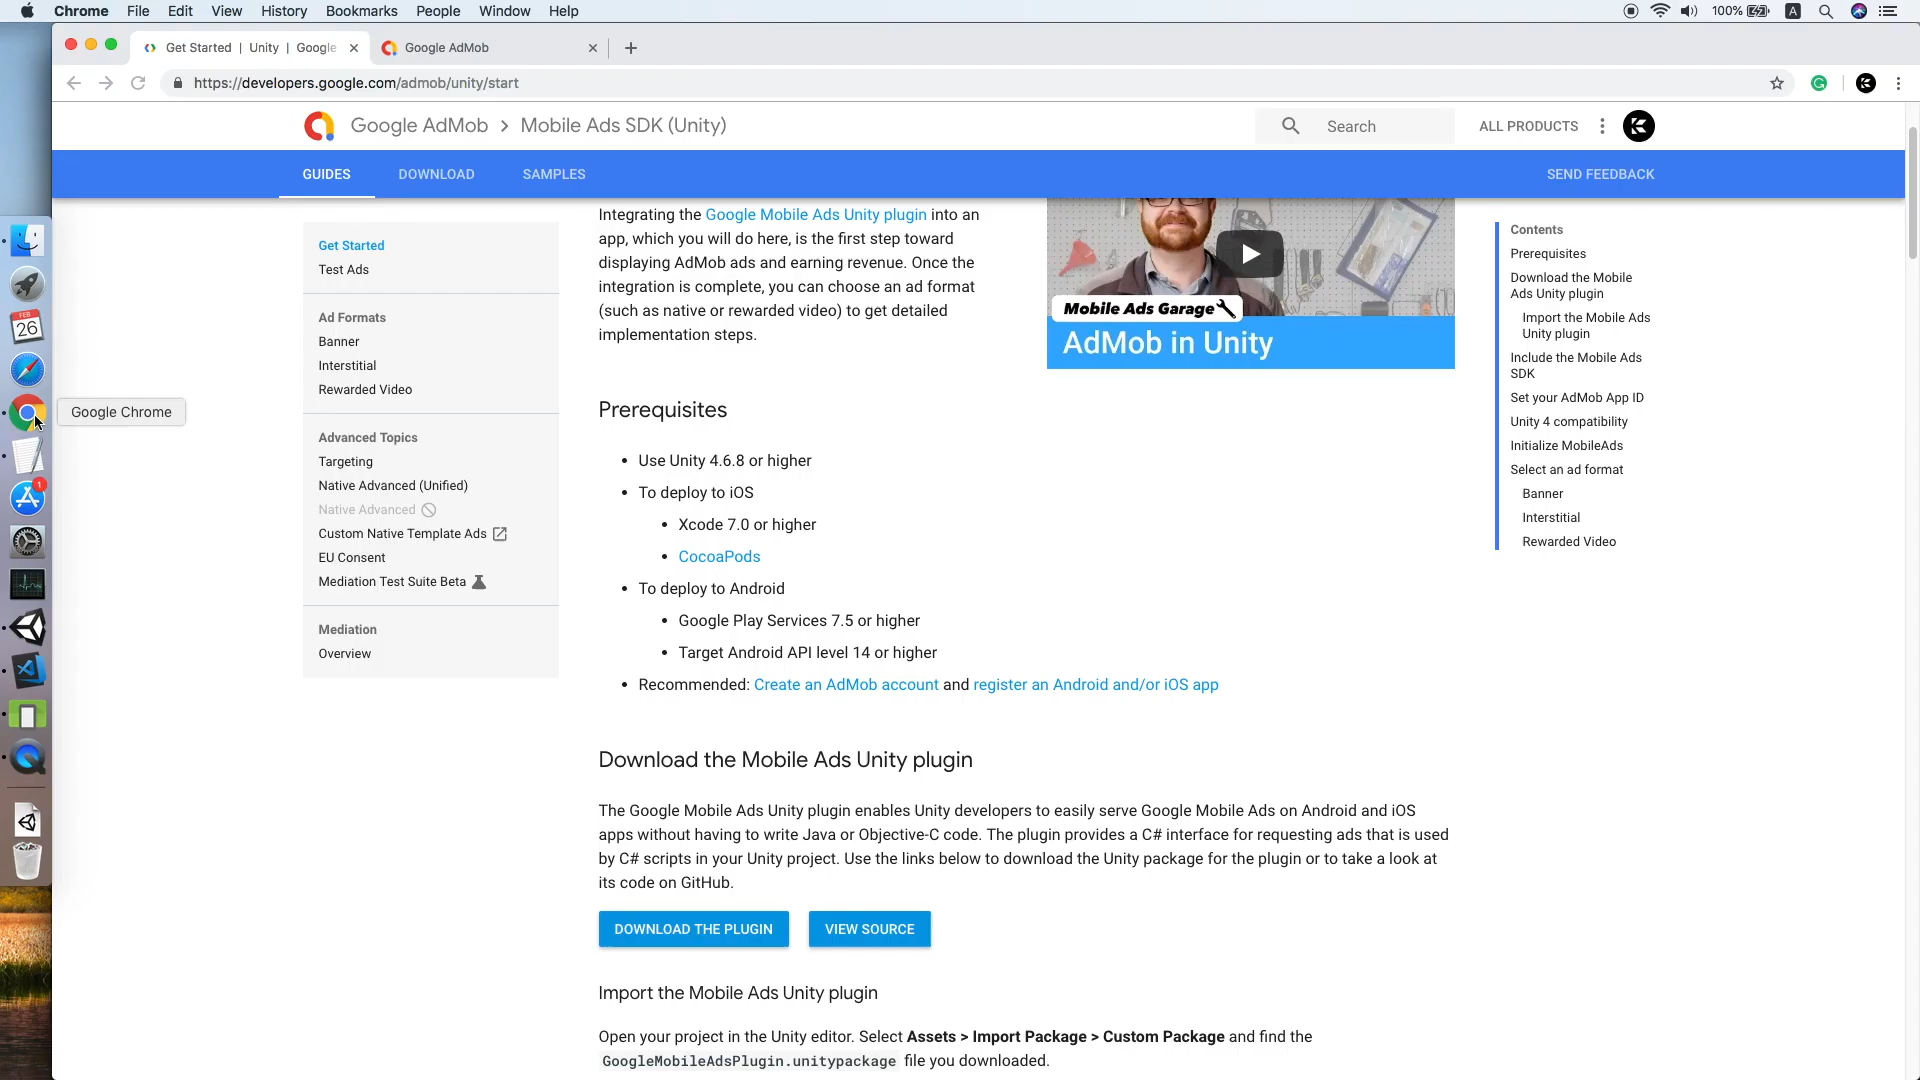 Chrome File Edit View History Bookmarks People Window Help
100% A
Get Started | Unity | Google
Google AdMob
https://developers.google.com/admob/unity/start
Google AdMob > Mobile Ads SDK (Unity)
Search
ALL PRODUCTS
GUIDES DOWNLOAD SAMPLES SEND FEEDBACK
Get Started
Test Ads
Ad Formats
Banner
Interstitial
Rewarded Video
Advanced Topics
Targeting
Native Advanced (Unified)
Native Advanced
Custom Native Template Ads
EU Consent
Mediation Test Suite Beta
Mediation
Overview
FEB
26
Google Chrome
1
Integrating the Google Mobile Ads Unity plugin into an
app, which you will do here, is the first step toward
displaying AdMob ads and earning revenue. Once the
integration is complete, you can choose an ad format
(such as native or rewarded video) to get detailed
implementation steps.
Mobile Ads Garage
AdMob in Unity
Prerequisites
• Use Unity 4.6.8 or higher
• To deploy to iOS
• Xcode 7.0 or higher
• CocoaPods
• To deploy to Android
• Google Play Services 7.5 or higher
• Target Android API level 14 or higher
• Recommended: Create an AdMob account and register an Android and/or iOS app
Download the Mobile Ads Unity plugin
The Google Mobile Ads Unity plugin enables Unity developers to easily serve Google Mobile Ads on Android and iOS
apps without having to write Java or Objective-C code. The plugin provides a C# interface for requesting ads that is used
by C# scripts in your Unity project. Use the links below to download the Unity package for the plugin or to take a look at
its code on GitHub.
DOWNLOAD THE PLUGIN VIEW SOURCE
Import the Mobile Ads Unity plugin
Open your project in the Unity editor. Select Assets > Import Package > Custom Package and find the
GoogleMobileAdsPlugin.unitypackage file you downloaded.
Contents
Prerequisites
Download the Mobile
Ads Unity plugin
Import the Mobile Ads
Unity plugin
Include the Mobile Ads
SDK
Set your AdMob App ID
Unity 4 compatibility
Initialize MobileAds
Select an ad format
Banner
Interstitial
Rewarded Video